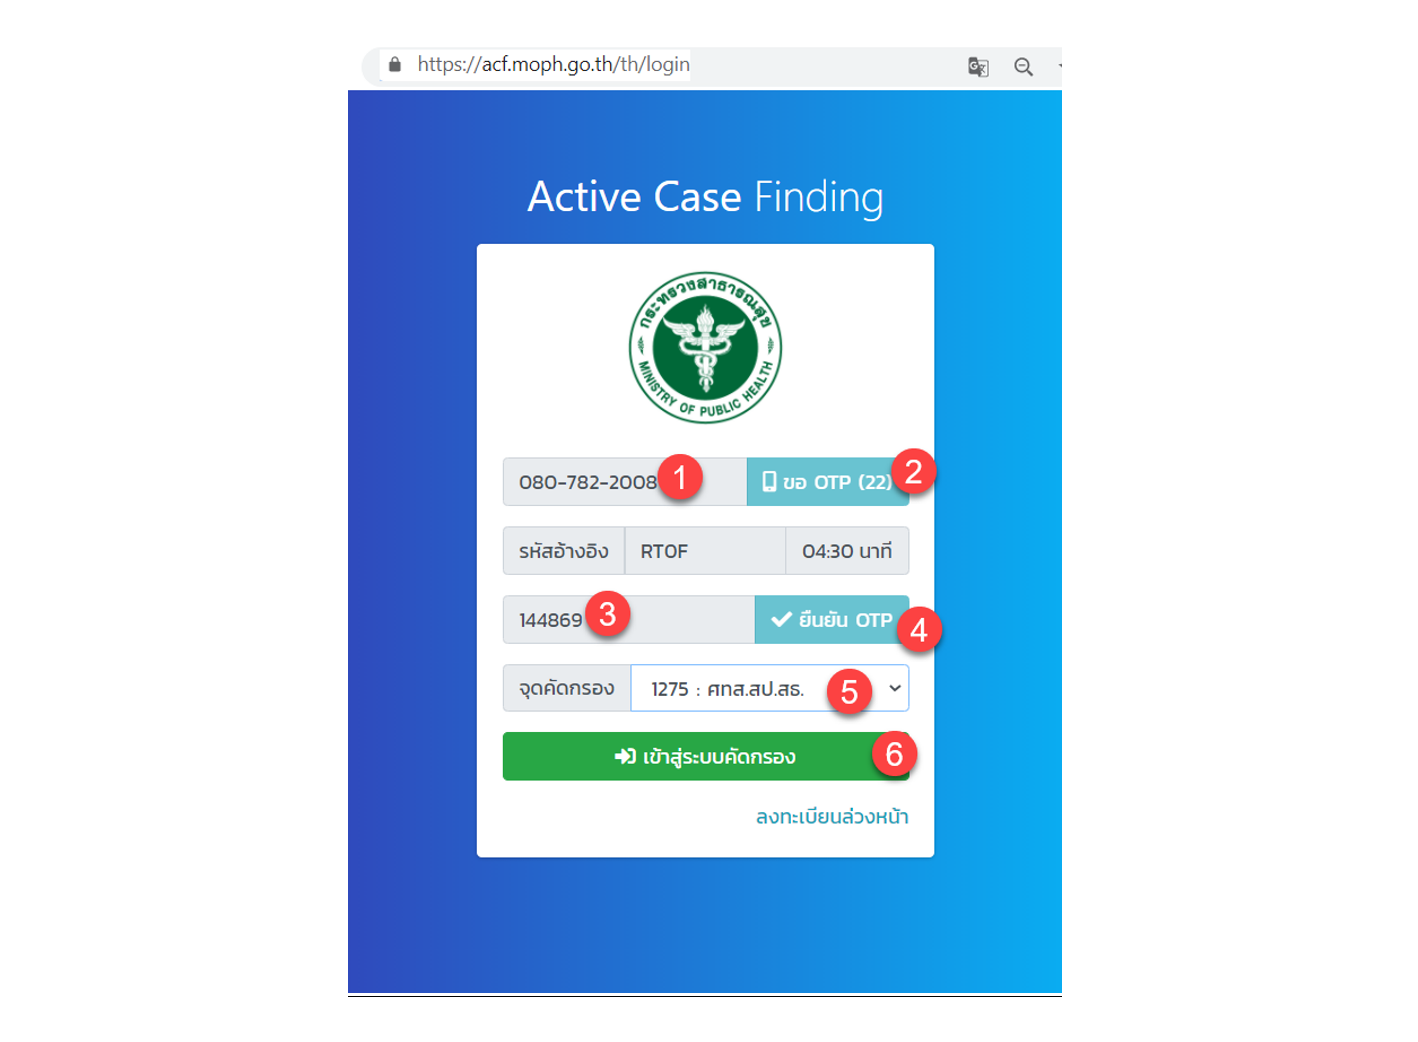 https://acf.moph.go.th/th/login
Active Case Finding
กระทรวงสาธารณสุข
MINISTRY OF PUBLIC HEALTH
080-782-2008 1 ขอ OTP (22) 2
รหัสอ้างอิง RTOF 04:30 นาที
144869 3 ยืนยัน OTP 4
จุดคัดกรอง 1275 : ศทส.สป.สธ. 5
เข้าสู่ระบบคัดกรอง 6
ลงทะเบียนล่วงหน้า